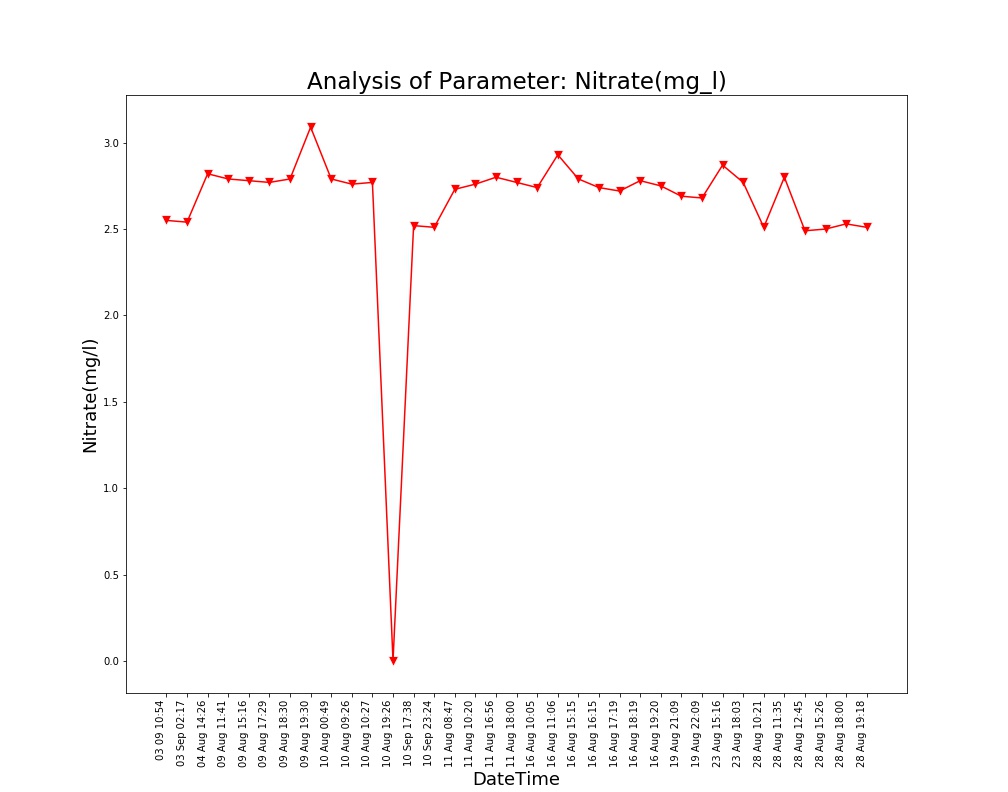 Analysis of Parameter: Nitrate(mg_l)
3.0
2.5
2.0
1.5
1.0
0.5
0.0
Nitrate(mg/l)
03 09 10:54
03 Sep 02:17
04 Aug 14:26
09 Aug 11:41
09 Aug 15:16
09 Aug 17:29
09 Aug 18:30
09 Aug 19:30
10 Aug 00:49
10 Aug 09:26
10 Aug 10:27
10 Aug 19:26
10 Sep 17:38
10 Sep 23:24
11 Aug 08:47
11 Aug 10:20
11 Aug 16:56
11 Aug 18:00
16 Aug 10:05
16 Aug 11:06
16 Aug 15:15
16 Aug 16:15
16 Aug 17:19
16 Aug 18:19
16 Aug 19:20
19 Aug 21:09
19 Aug 22:09
23 Aug 15:16
23 Aug 18:03
28 Aug 10:21
28 Aug 11:35
28 Aug 12:45
28 Aug 15:26
28 Aug 18:00
28 Aug 19:18
DateTime